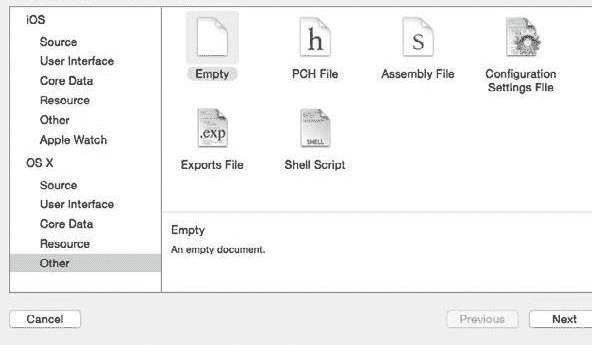 iOS
Source
User Interface
Core Data
Resource
Other
Apple Watch
OS X
Source
User Interface
Core Data
Resource
Other
h
s
Empty
PCH File
Assembly File
Configuration
Settings File
.exp
SHELL
Exports File
Shell Script
Empty
An empty document.
Cancel
Previous
Next